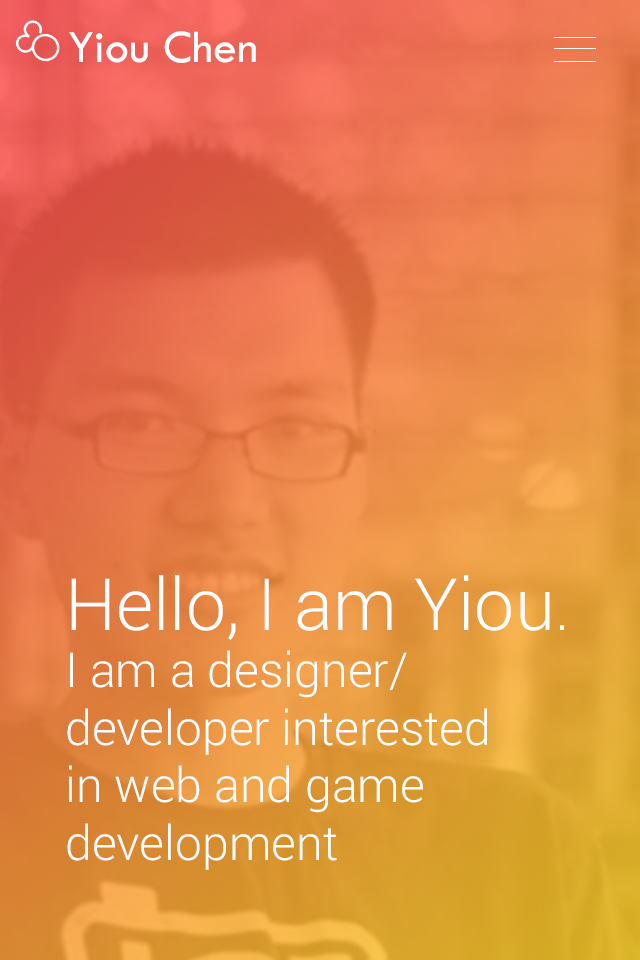 Yiou Chen
Hello, I am Yiou.
I am a designer/
developer interested
in web and game
development